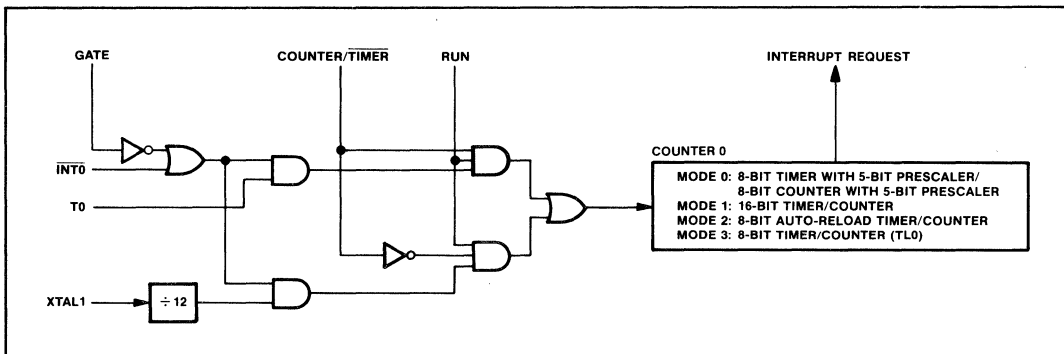 GATE
COUNTER/TIMER
RUN
INTERRUPT REQUEST
INT0
T0
XTAL1
÷ 12
COUNTER 0
MODE 0: 8-BIT TIMER WITH 5-BIT PRESCALER/
8-BIT COUNTER WITH 5-BIT PRESCALER
MODE 1: 16-BIT TIMER/COUNTER
MODE 2: 8-BIT AUTO-RELOAD TIMER/COUNTER
MODE 3: 8-BIT TIMER/COUNTER (TL0)